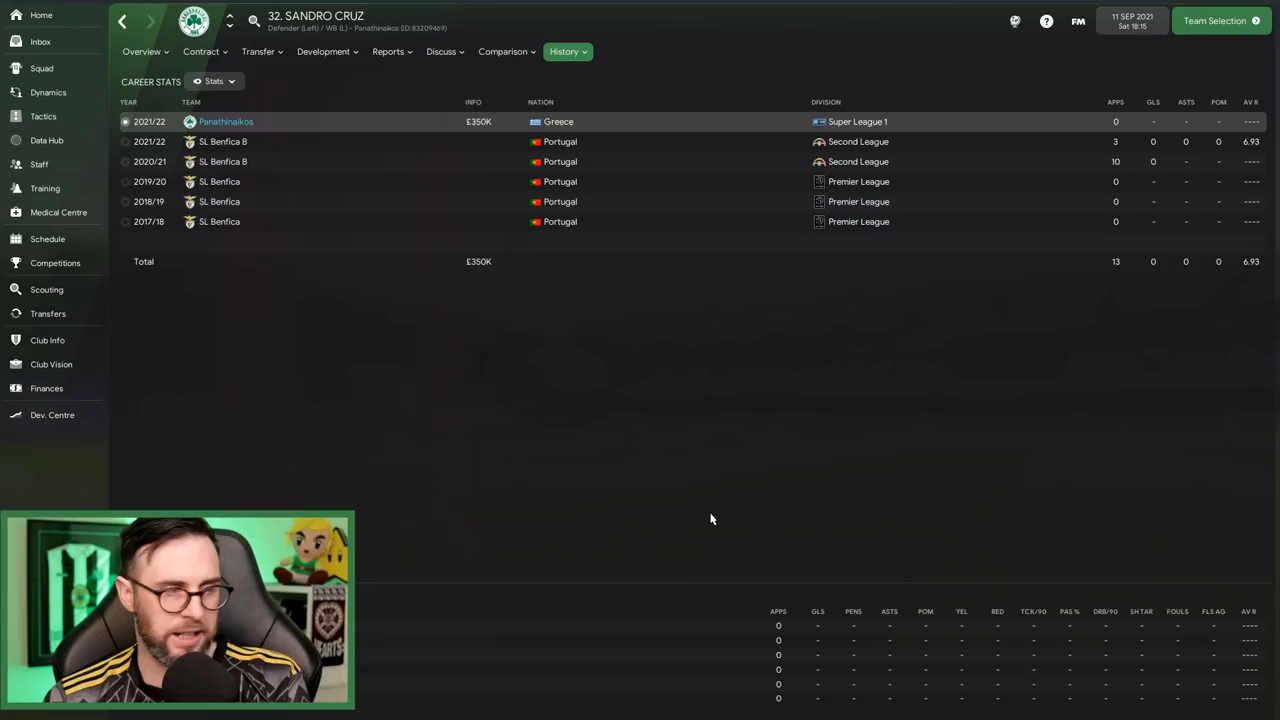 Home
Inbox
Squad
Dynamics
Tactics
Data Hub
Staff
Training
Medical Centre
Schedule
Competitions
Scouting
Transfers
Club Info
Club Vision
Finances
Dev. Centre
32. SANDRO CRUZ
Defender (Left) / WB (L) - Panathinaikos (ID:83209469)
? FM 11 SEP 2021 Sat 18:15 Team Selection
Overview Contract Transfer Development Reports Discuss Comparison History
CAREER STATS Stats
YEAR TEAM INFO NATION DIVISION APPS GLS ASTS POM AV R
2021/22 Panathinaikos £350K Greece Super League 1 0 - - - ----
2021/22 SL Benfica B Portugal Second League 3 0 0 0 6.93
2020/21 SL Benfica B Portugal Second League 10 0 - - ----
2019/20 SL Benfica Portugal Premier League 0 - - - ----
2018/19 SL Benfica Portugal Premier League 0 - - - ----
2017/18 SL Benfica Portugal Premier League 0 - - - ----
Total £350K 13 0 0 0 6.93
APPS GLS PENS ASTS POM YEL RED TCK/90 PAS % DRB/90 SH TAR FOULS FLS AG AV R
0 - - - - - - - - - - - - ----
0 - - - - - - - - - - - - ----
0 - - - - - - - - - - - - ----
0 - - - - - - - - - - - - ----
0 - - - - - - - - - - - - ----
0 - - - - - - - - - - - - ----
HEARTS